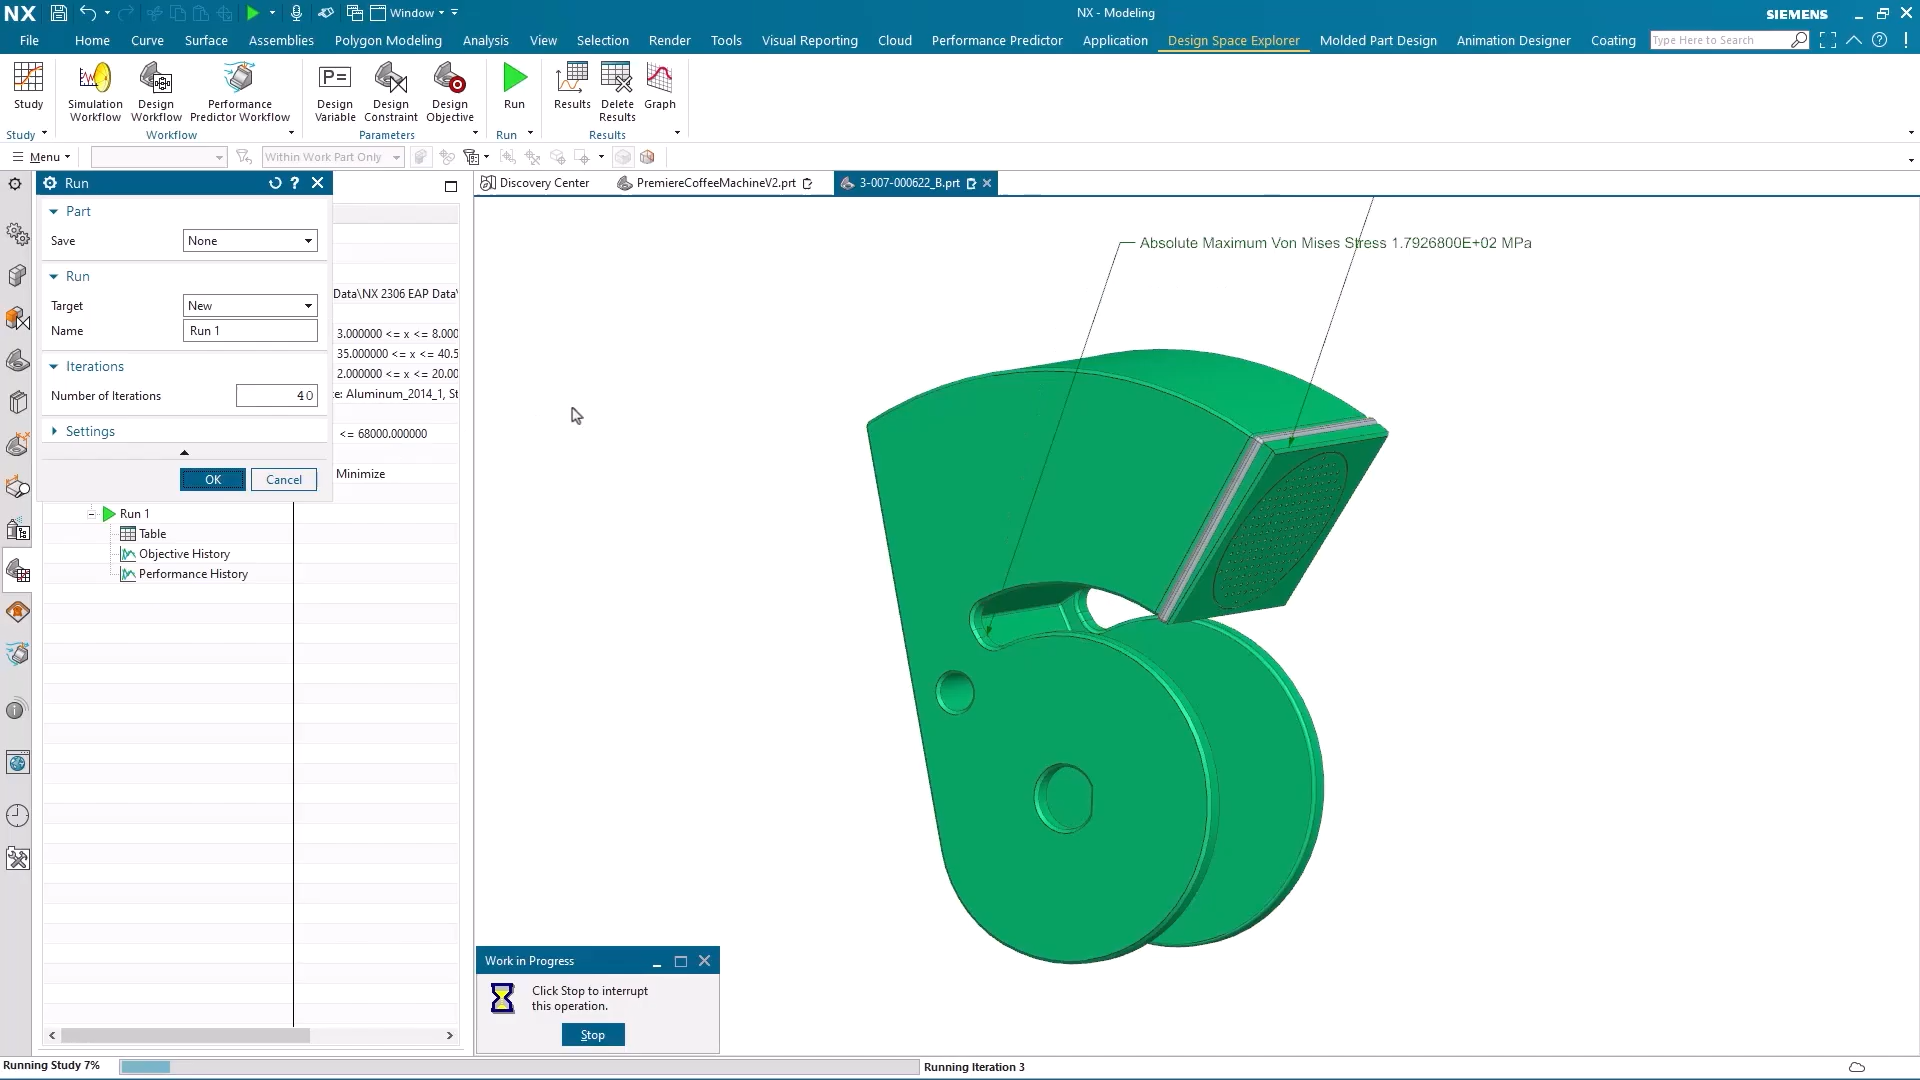 NX
Window
NX - Modeling
SIEMENS
File Home Curve Surface Assemblies Polygon Modeling Analysis View Selection Render Tools Visual Reporting Cloud Performance Predictor Application Design Space Explorer Molded Part Design Animation Designer Coating Type Here to Search
Study
Simulation Workflow
Design Workflow
Performance Predictor Workflow
Design Variable
Design Constraint
Design Objective
Run
Results
Delete Results
Graph
Study Workflow Parameters Run Results
Menu Within Work Part Only
Run
Discovery Center PremiereCoffeeMachineV2.prt 3-007-000622_B.prt
Part
Save None
Run
Target New
Name Run 1
Iterations
Number of Iterations 40
Settings
OK Cancel
Data\NX 2306 EAP Data\
3.000000 <= x <= 8.000
35.000000 <= x <= 40.5
2.000000 <= x <= 20.00
e: Aluminum_2014_1, St
<= 68000.000000
Minimize
Run 1
Table
Objective History
Performance History
Absolute Maximum Von Mises Stress 1.7926800E+02 MPa
Work in Progress
Click Stop to interrupt
this operation.
Stop
Running Study 7%
Running Iteration 3